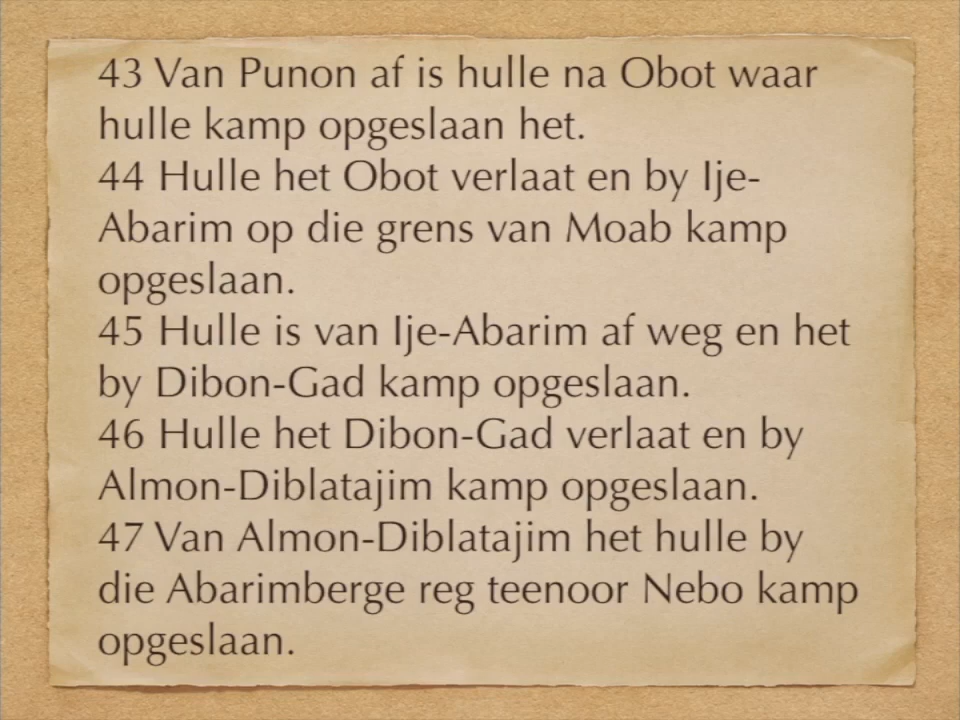 43 Van Punon af is hulle na Obot waar
hulle kamp opgeslaan het.
44 Hulle het Obot verlaat en by Ije-
Abarim op die grens van Moab kamp
opgeslaan.
45 Hulle is van Ije-Abarim af weg en het
by Dibon-Gad kamp opgeslaan.
46 Hulle het Dibon-Gad verlaat en by
Almon-Diblatajim kamp opgeslaan.
47 Van Almon-Diblatajim het hulle by
die Abarimberge reg teenoor Nebo kamp
opgeslaan.